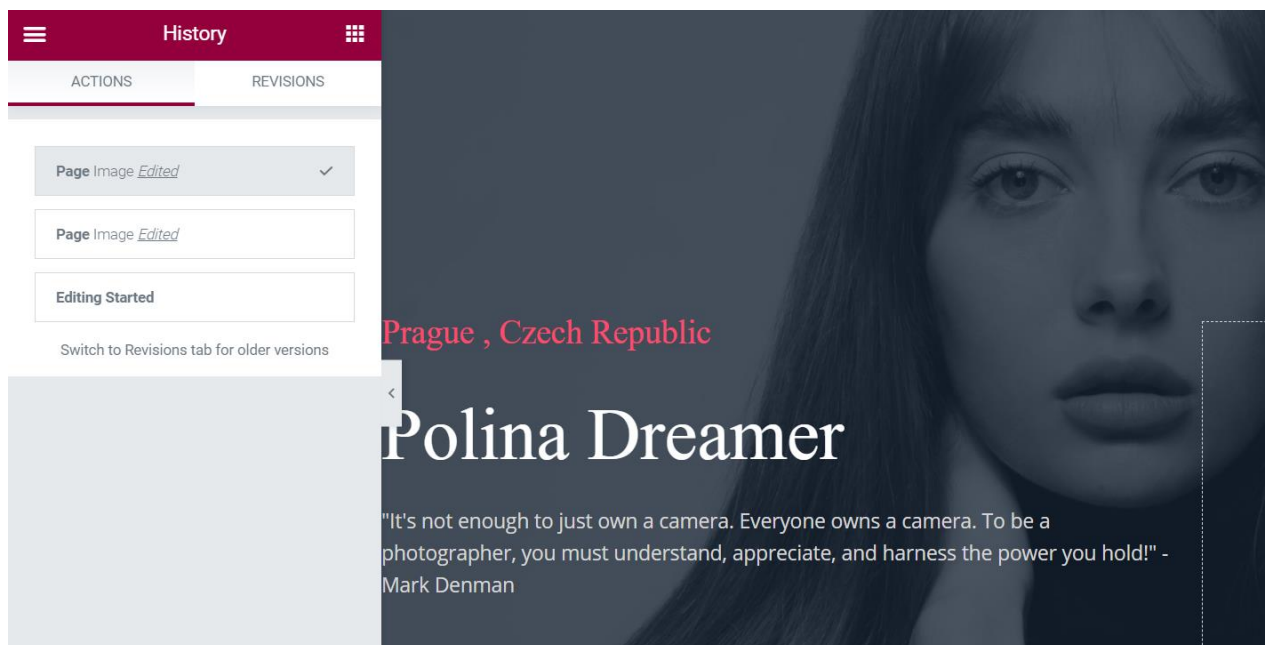 History
ACTIONS
REVISIONS
Page Image Edited
Page Image Edited
Editing Started
Switch to Revisions tab for older versions
Prague , Czech Republic
Polina Dreamer
"It's not enough to just own a camera. Everyone owns a camera. To be a
photographer, you must understand, appreciate, and harness the power you hold!" -
Mark Denman